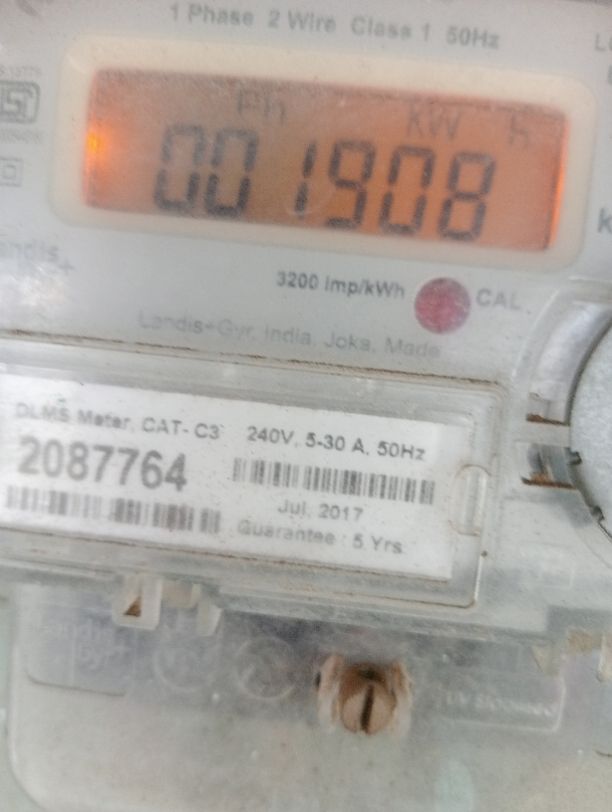 1 Phase 2 Wire Class 1 50Hz
Ph kW h
001908
3200 imp/kWh CAL
Landis+Gyr, India, Joka, Made
DLMS Meter, CAT- C3
2087764
240V, 5-30 A, 50Hz
Jul, 2017
Guarantee : 5 Yrs